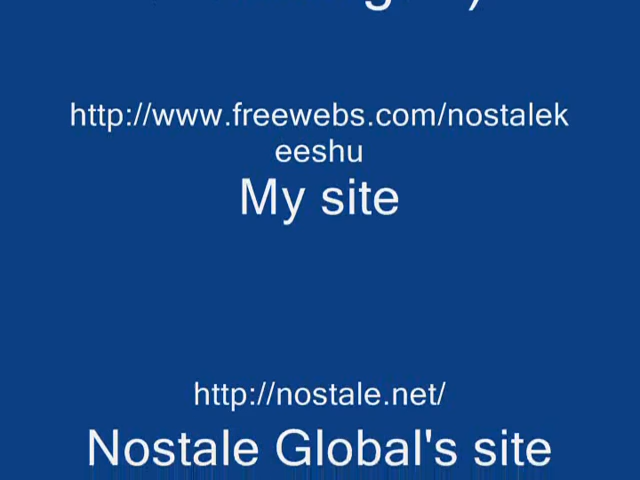 http://www.freewebs.com/nostalek
eeshu
My site
http://nostale.net/
Nostale Global's site